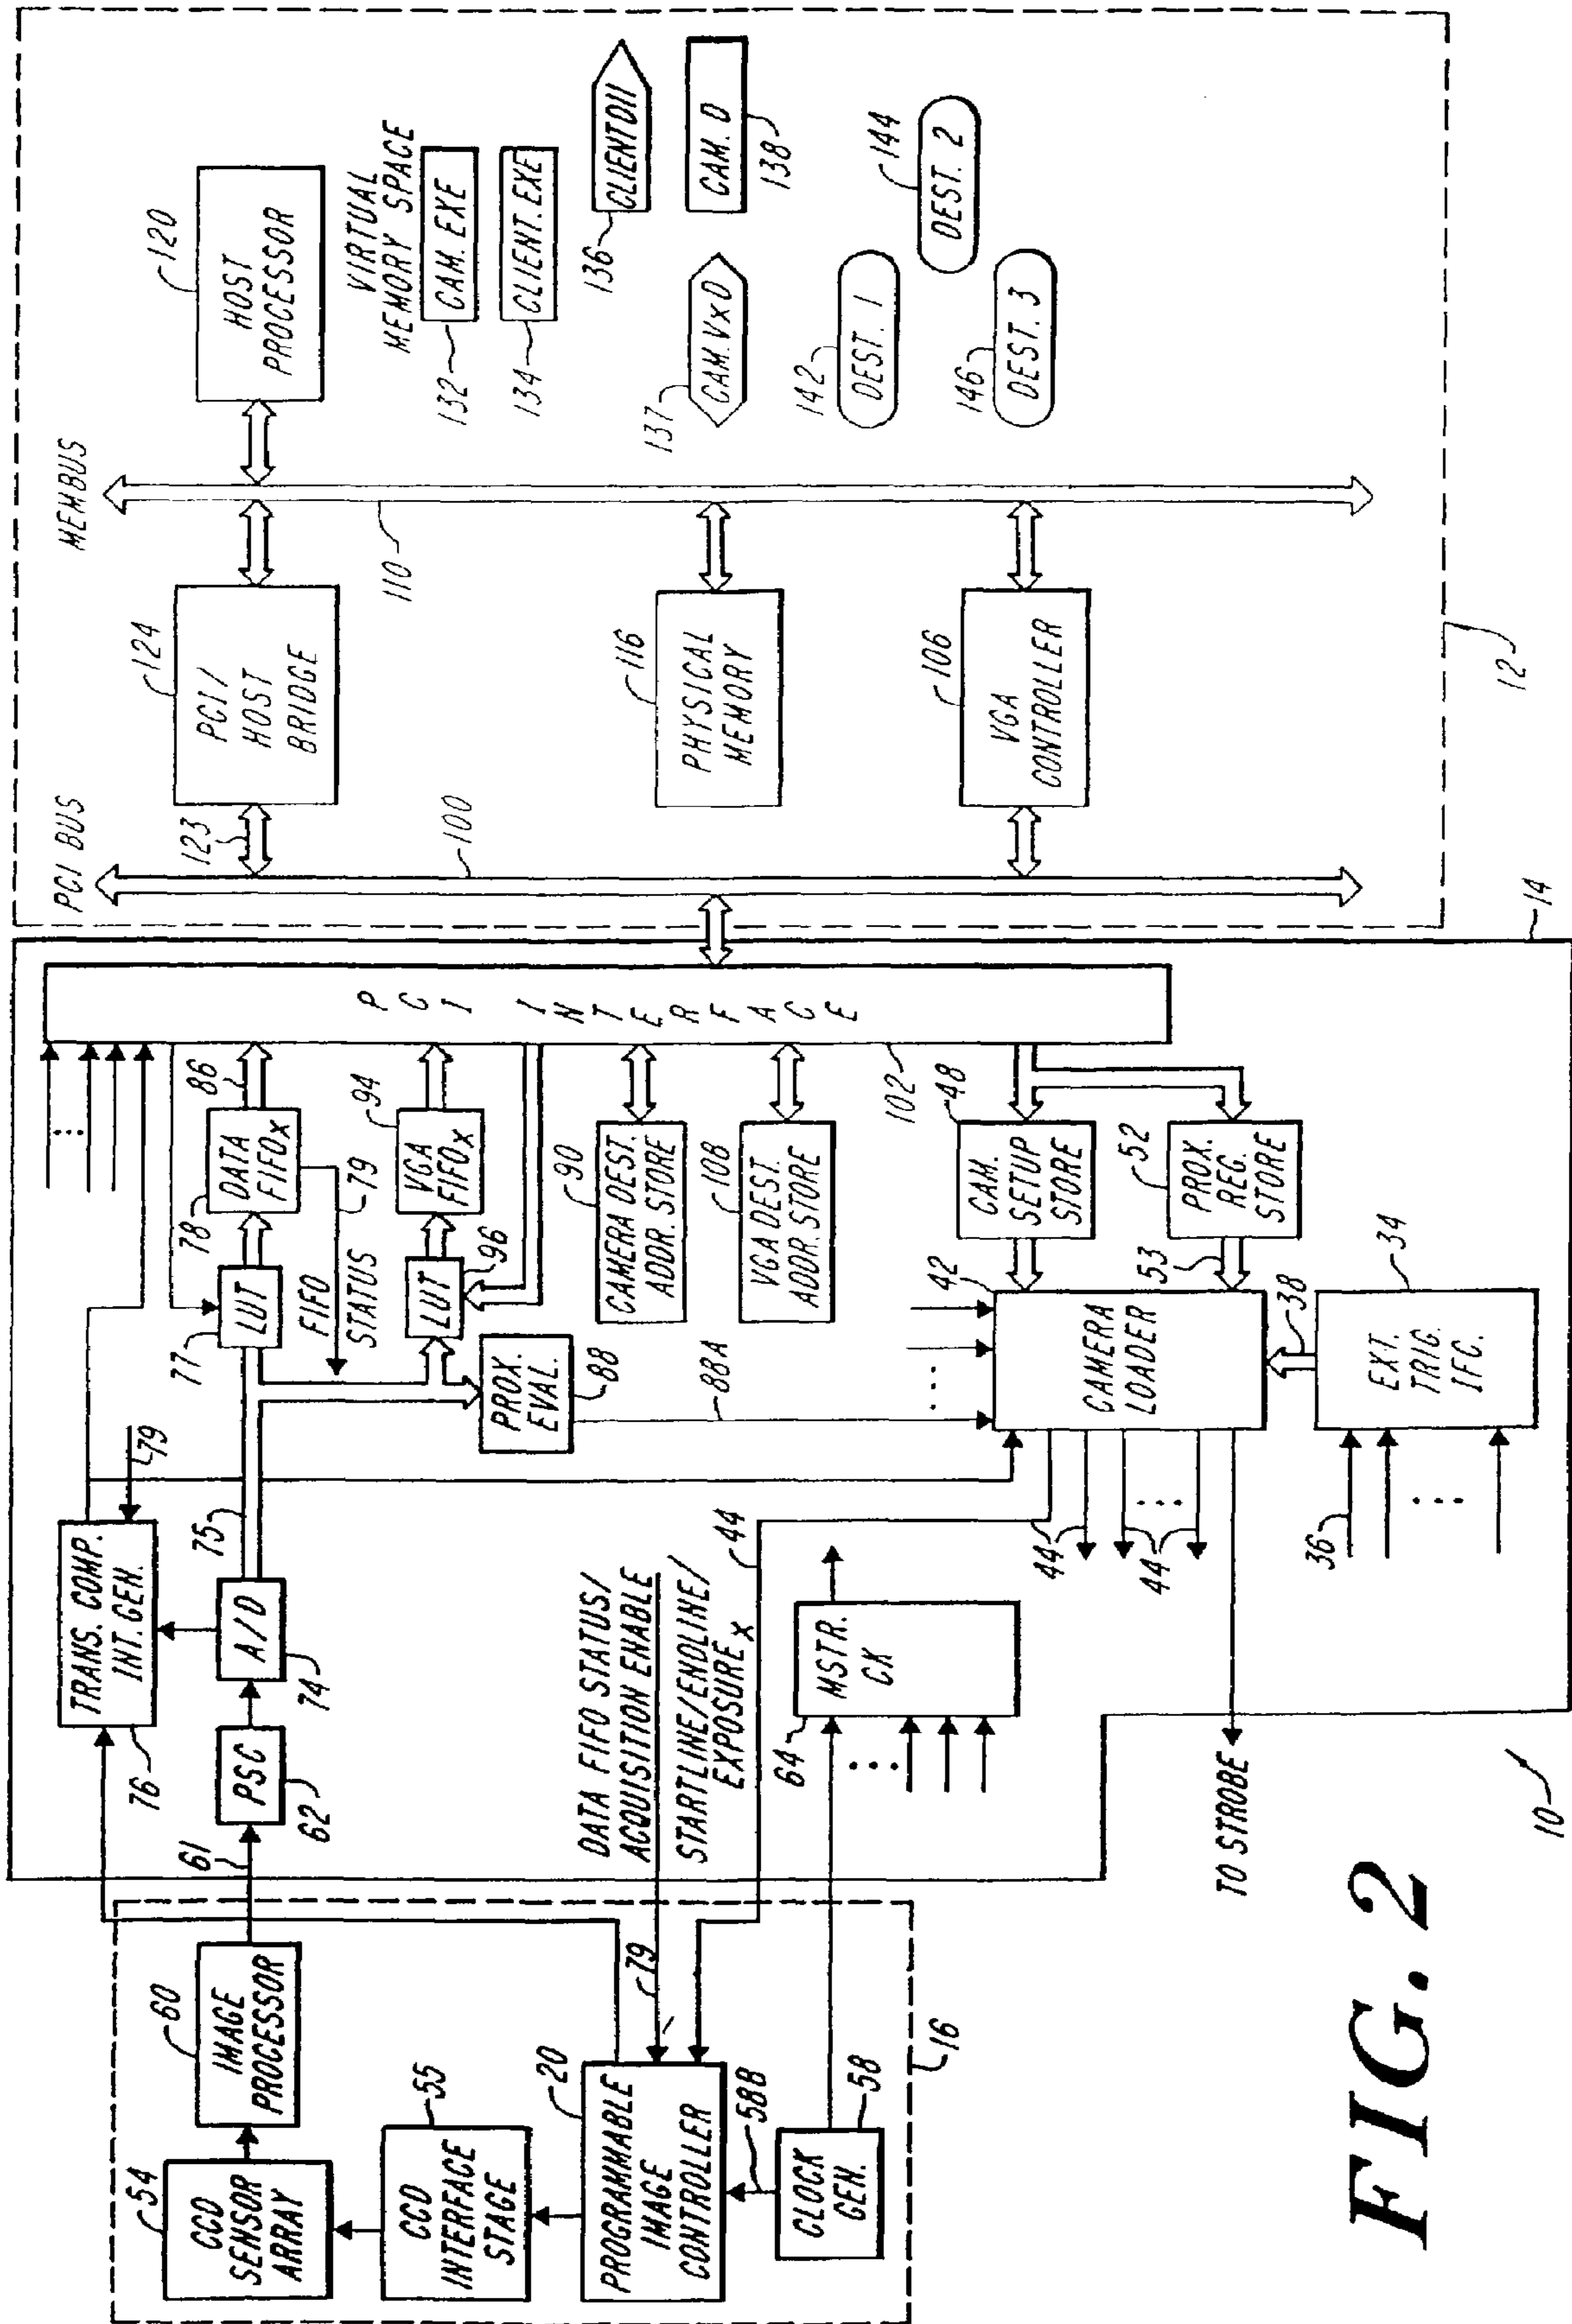 60
54
CCD
SENSOR
ARRAY
IMAGE
PROCESSOR
61
55
CCD
INTERFACE
STAGE
20
PROGRAMMABLE
IMAGE
CONTROLLER
79
58B
58
CLOCK
GEN.
16
TRANS. COMP.
INT. GEN.
79
76
PSC
62
A/D
74
75
77
LUT
78
DATA
FIFOX
86
FIFO
STATUS
79
LUT
96
VGA
FIFOX
94
PROX.
EVAL.
88
88A
90
CAMERA DEST.
ADDR. STORE
108
VGA DEST.
ADDR. STORE
102
PCI INTERFACE
DATA FIFO STATUS/
ACQUISITION ENABLE
STARTLINE/ENDLINE/
EXPOSUREX
44
64
MSTR.
CK
42
CAMERA
LOADER
48
CAM.
SETUP
STORE
52
PROX.
REG.
STORE
53
38
34
EXT.
TRIG.
IFC.
36
44
44
TO STROBE
14
10
PCI BUS
100
123
124
PCI/
HOST
BRIDGE
MEMBUS
110
116
PHYSICAL
MEMORY
106
VGA
CONTROLLER
120
HOST
PROCESSOR
VIRTUAL
MEMORY SPACE
132
CAM. EXE
134
CLIENT. EXE
136
CLIENTDII
137
CAM. VxD
CAM. D
138
142
DEST. 1
144
DEST. 2
146
DEST. 3
12
FIG. 2